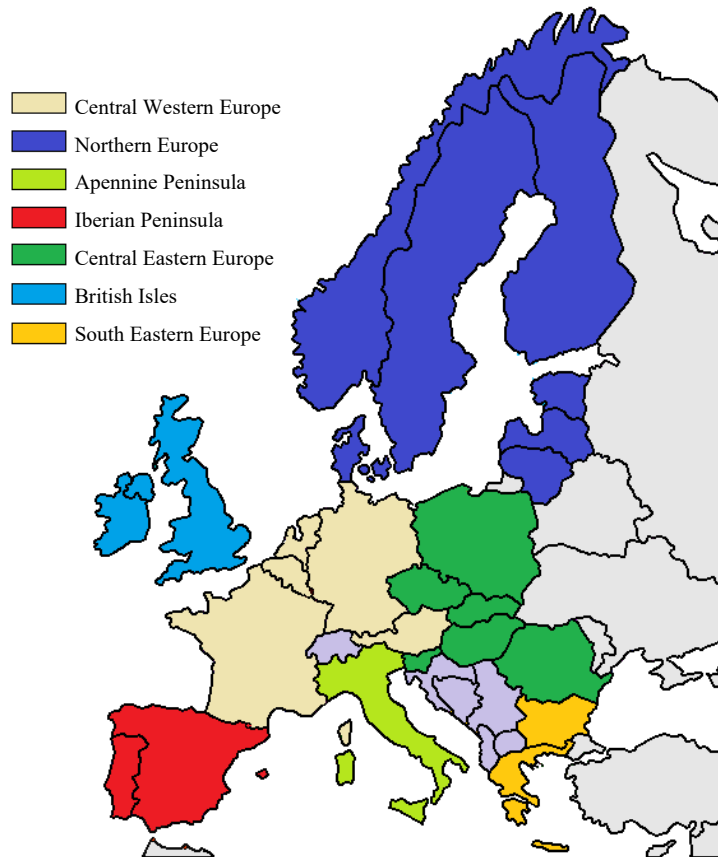 Central Western Europe
Northern Europe
Apennine Peninsula
Iberian Peninsula
Central Eastern Europe
British Isles
South Eastern Europe